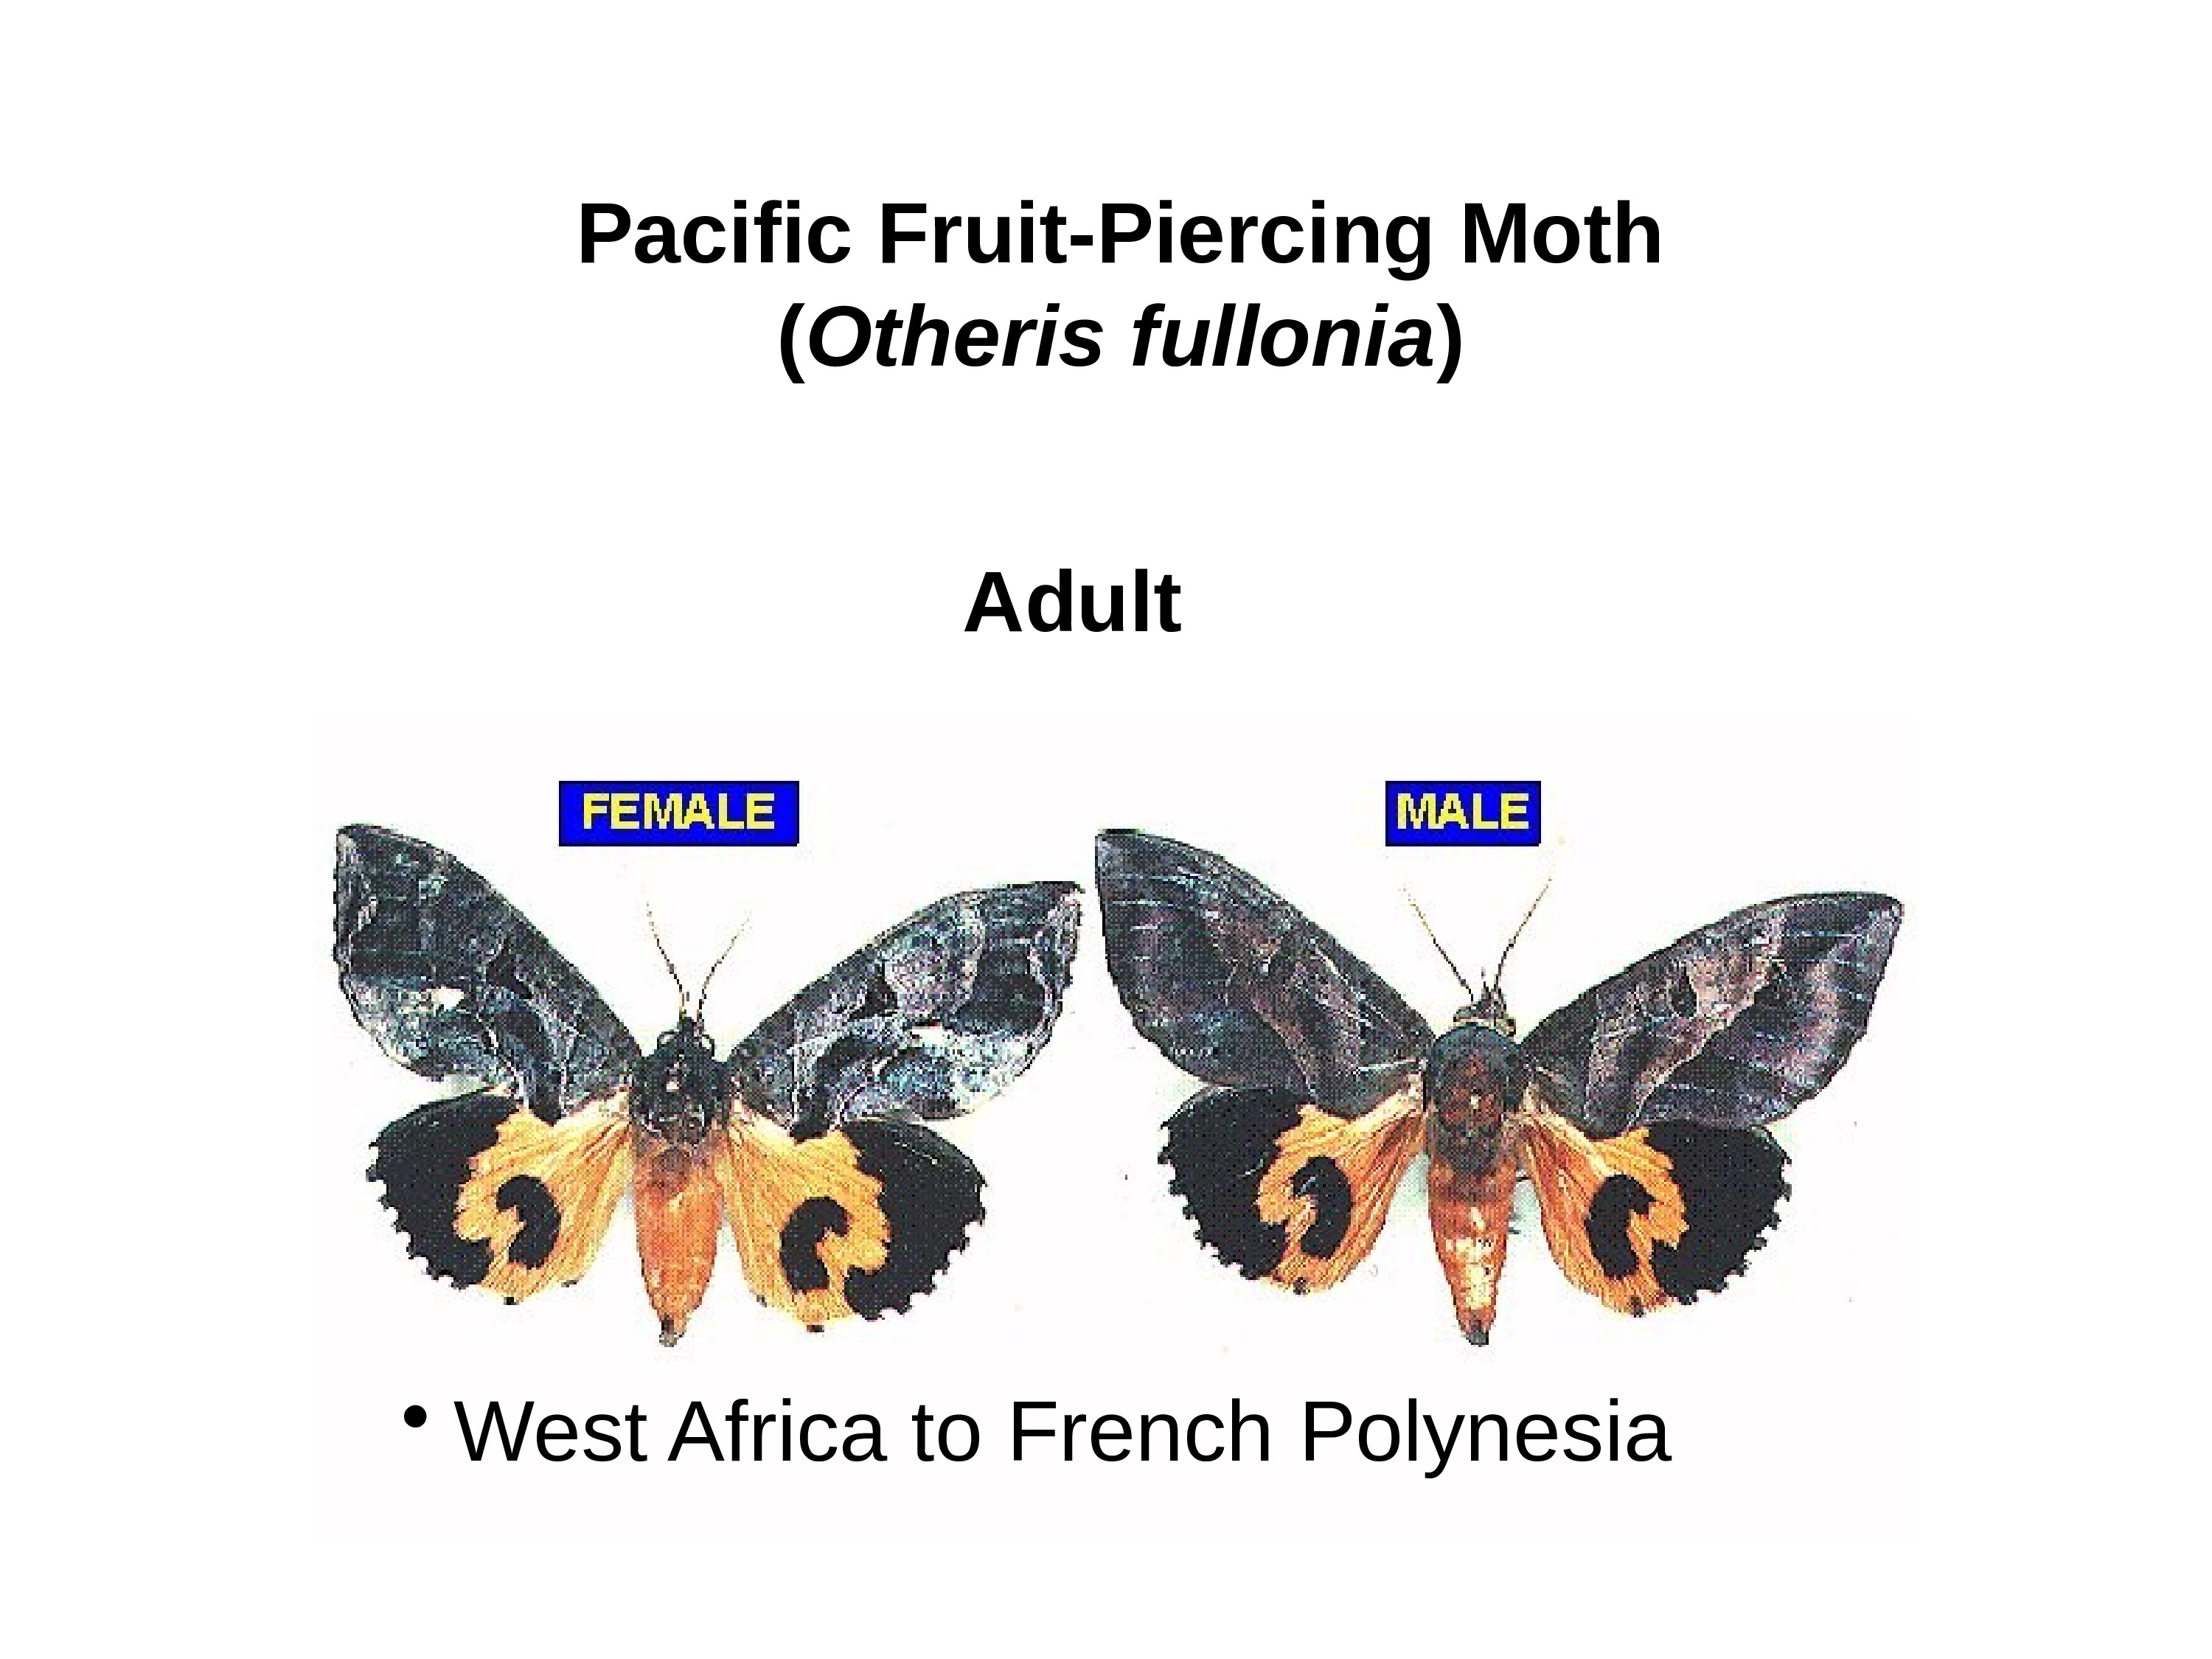 Pacific Fruit-Piercing Moth
(Otheris fullonia)
Adult
FEMALE
MALE
• West Africa to French Polynesia